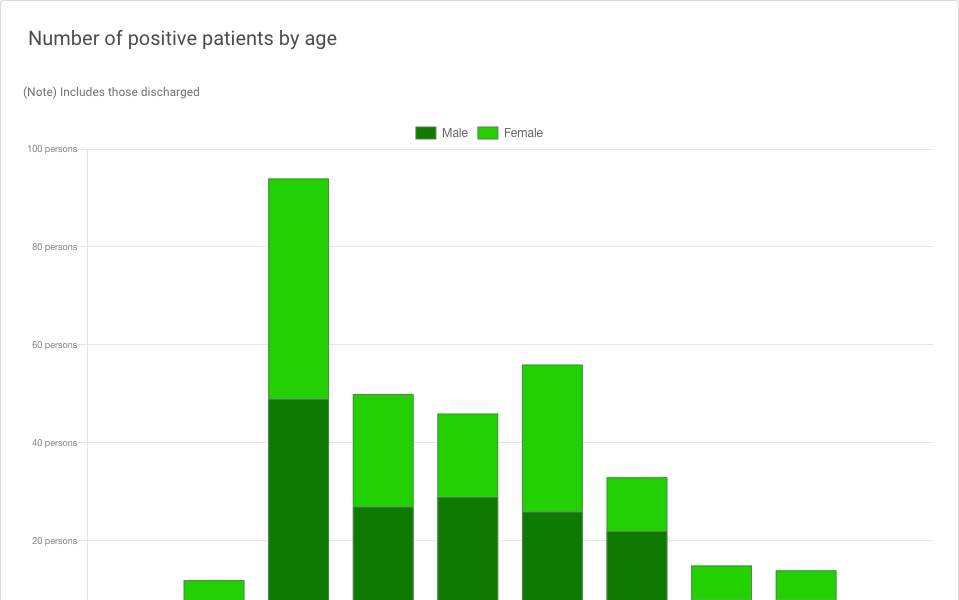 Number of positive patients by age
(Note) Includes those discharged
Male Female
100 persons
80 persons
60 persons
40 persons
20 persons